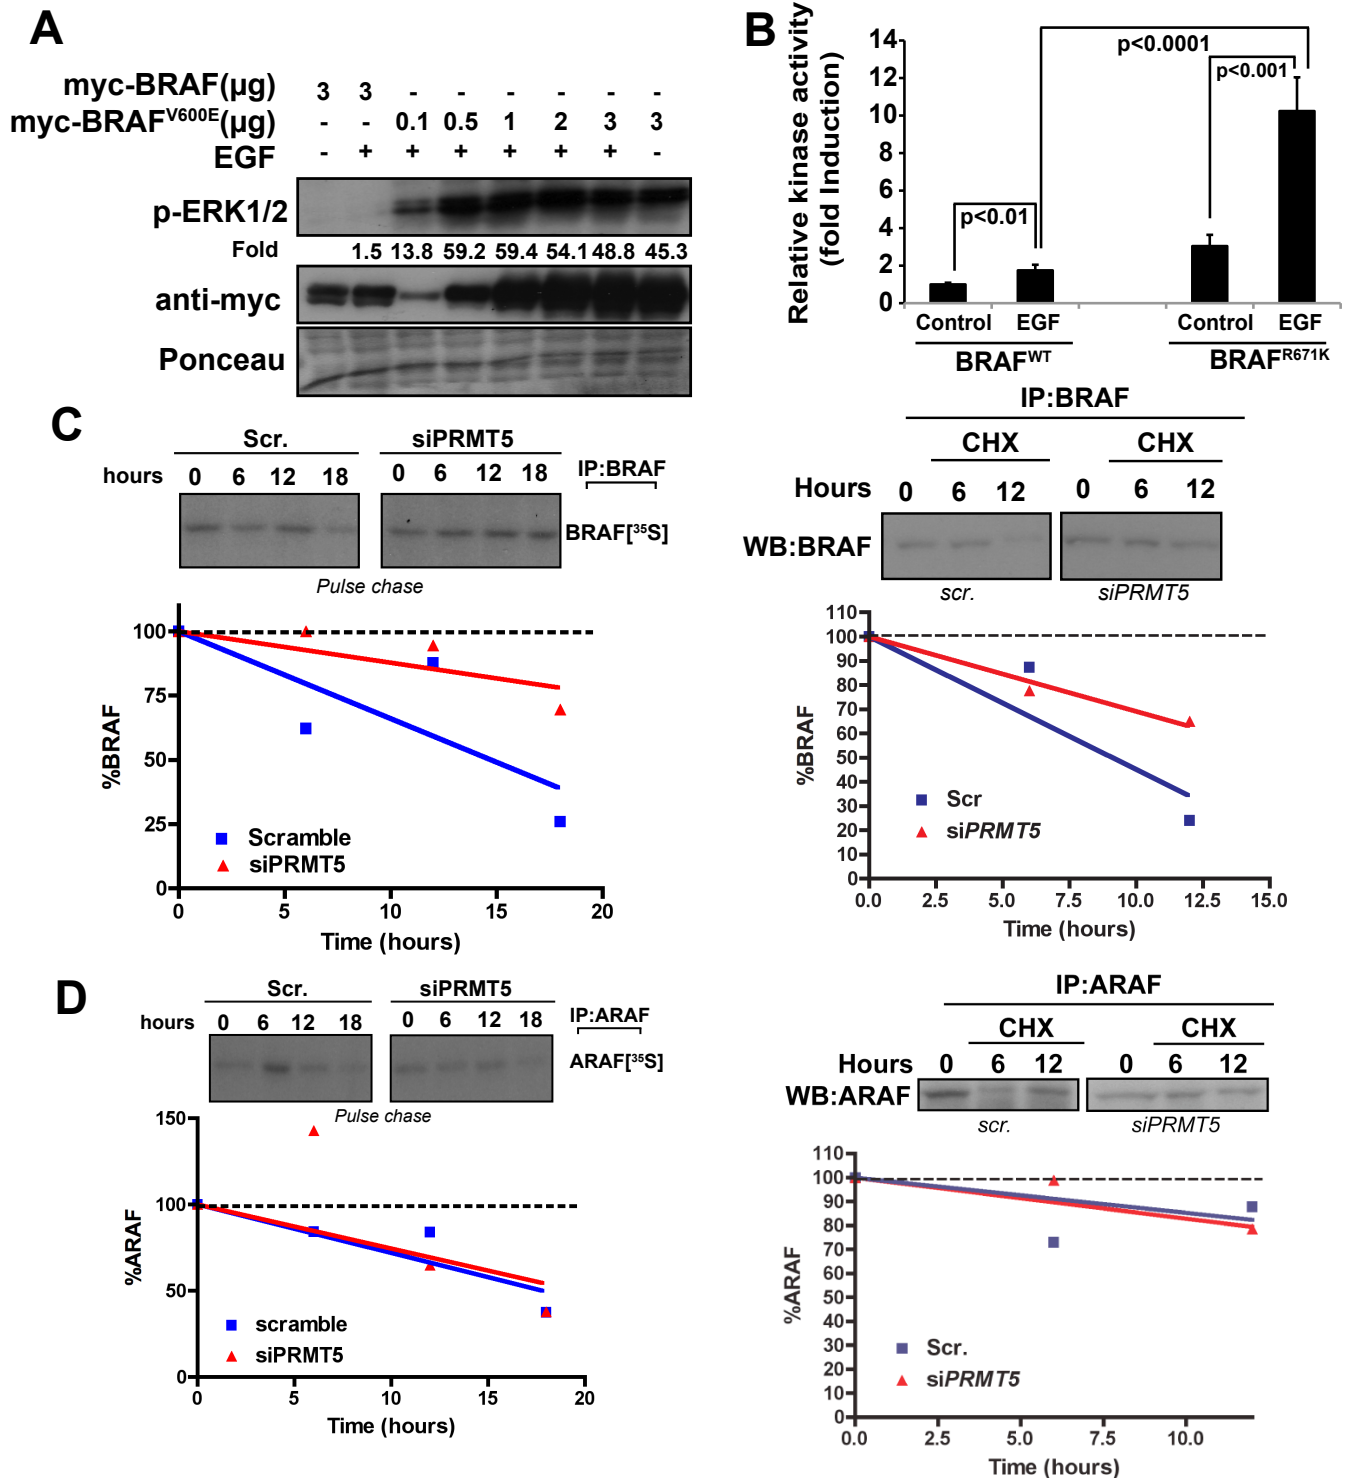 A
myc-BRAF(µg) 3 3 - - - - - -
myc-BRAFV600E(µg) - - 0.1 0.5 1 2 3 3
EGF - + + + + + + -
p-ERK1/2
Fold 1.5 13.8 59.2 59.4 54.1 48.8 45.3
anti-myc
Ponceau
B
Relative kinase activity
(fold Induction)
14
12
10
8
6
4
2
0
p<0.0001
p<0.001
p<0.01
Control EGF Control EGF
BRAFWT BRAFR671K
C
Scr. siPRMT5
hours 0 6 12 18 0 6 12 18 IP:BRAF
BRAF[35S]
Pulse chase
%BRAF
100
75
50
25
0
Scramble
siPRMT5
0 5 10 15 20
Time (hours)
IP:BRAF
CHX CHX
Hours 0 6 12 0 6 12
WB:BRAF
scr. siPRMT5
%BRAF
110
100
90
80
70
60
50
40
30
20
10
0
Scr
siPRMT5
0.0 2.5 5.0 7.5 10.0 12.5 15.0
Time (hours)
D
Scr. siPRMT5
hours 0 6 12 18 0 6 12 18 IP:ARAF
ARAF[35S]
Pulse chase
%ARAF
150
100
50
0
scramble
siPRMT5
0 5 10 15 20
Time (hours)
IP:ARAF
CHX CHX
Hours 0 6 12 0 6 12
WB:ARAF
scr. siPRMT5
%ARAF
110
100
90
80
70
60
50
40
30
20
10
0
Scr.
siPRMT5
0.0 2.5 5.0 7.5 10.0
Time (hours)